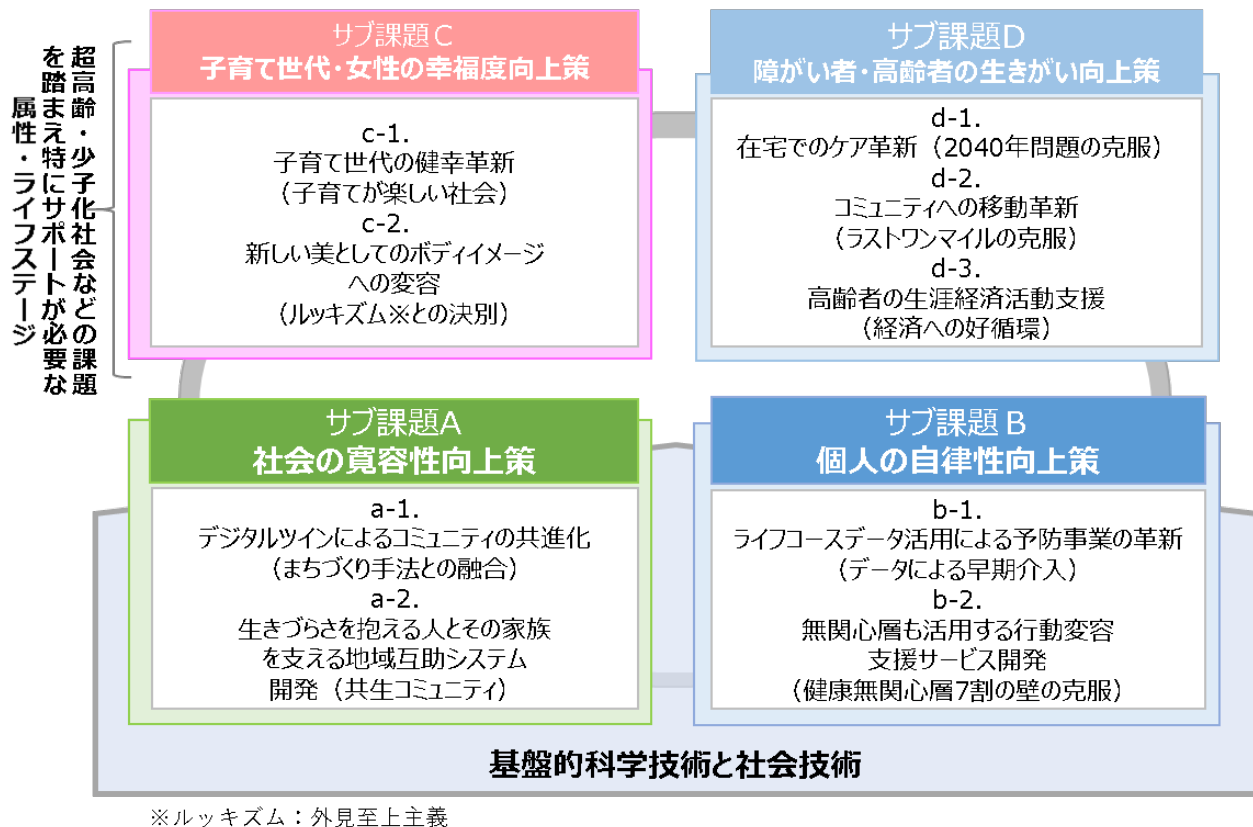 超高齢・少子化社会などの課題
を踏まえ特にサポートが必要な
属性・ライフステージ
サブ課題C
子育て世代・女性の幸福度向上策
c-1.
子育て世代の健幸革新
(子育てが楽しい社会)
c-2.
新しい美としてのボディイメージ
への変容
(ルッキズム※との決別)
サブ課題D
障がい者・高齢者の生きがい向上策
d-1.
在宅でのケア革新（2040年問題の克服）
d-2.
コミュニティへの移動革新
(ラストワンマイルの克服)
d-3.
高齢者の生涯経済活動支援
（経済への好循環）
サブ課題A
社会の寛容性向上策
a-1.
デジタルツインによるコミュニティの共進化
（まちづくり手法との融合）
a-2.
生きづらさを抱える人とその家族
を支える地域互助システム
開発（共生コミュニティ）
サブ課題B
個人の自律性向上策
b-1.
ライフコースデータ活用による予防事業の革新
（データによる早期介入）
b-2.
無関心層も活用する行動変容
支援サービス開発
(健康無関心層7割の壁の克服)
基盤的科学技術と社会技術
※ルッキズム：外見至上主義